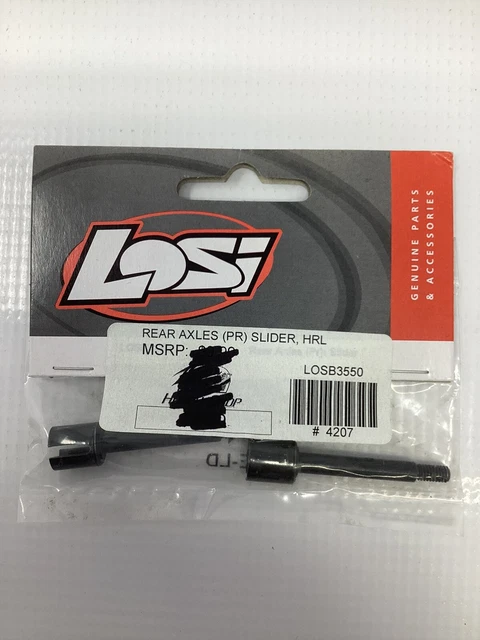 LOSI
GENUINE PARTS
& ACCESSORIES
REAR AXLES (PR) SLIDER, HRL
MSRP:
LOSB3550
# 4207